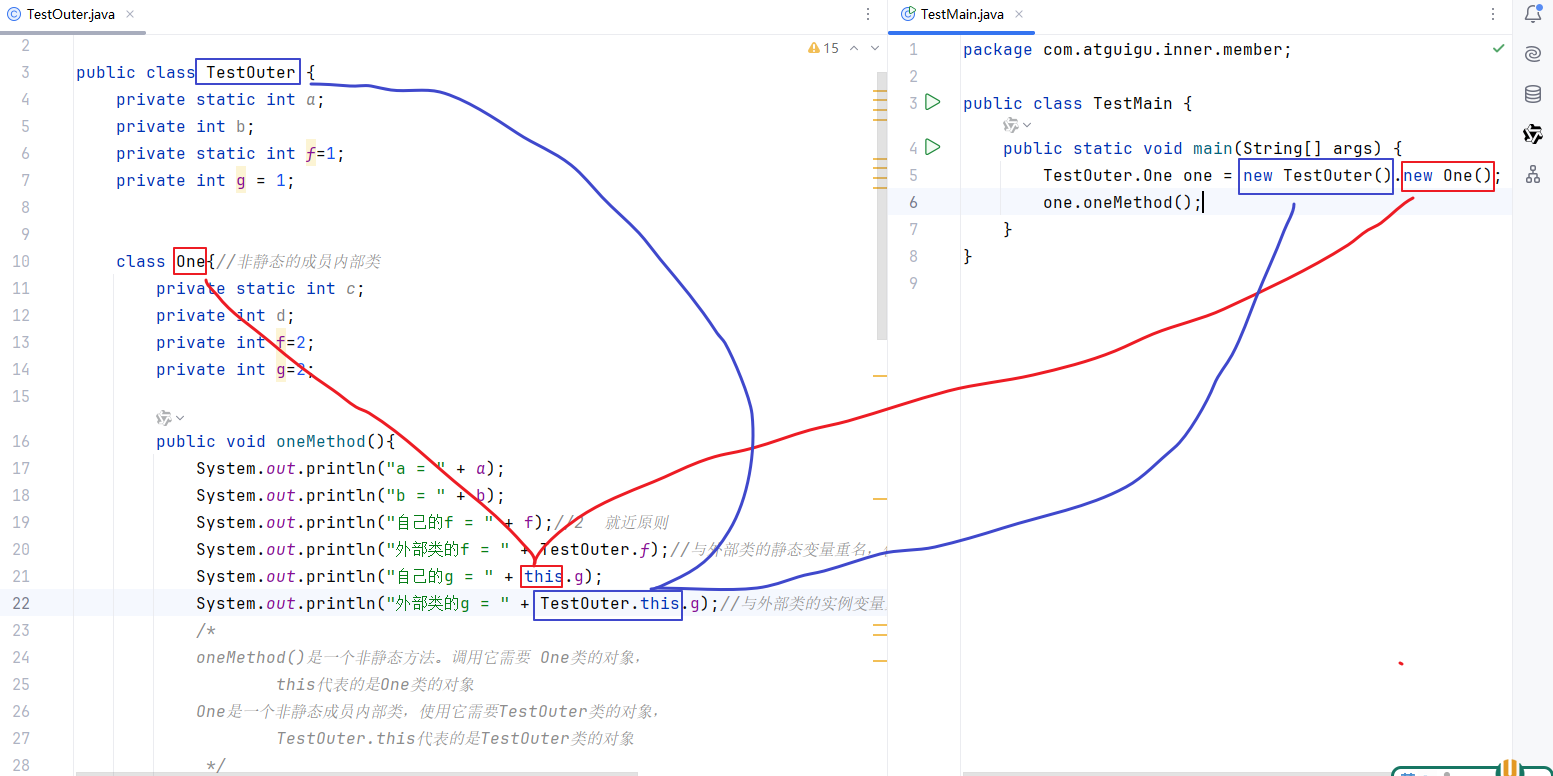 TestOuter.java
2
3 public class TestOuter {
4 private static int a;
5 private int b;
6 private static int f=1;
7 private int g = 1;
8
9
10 class One{//非静态的成员内部类
11 private static int c;
12 private int d;
13 private int f=2;
14 private int g=2;
15
16 public void oneMethod(){
17 System.out.println("a = " + a);
18 System.out.println("b = " + b);
19 System.out.println("自己的f = " + f);//2 就近原则
20 System.out.println("外部类的f = " + TestOuter.f);//与外部类的静态变量重名,
21 System.out.println("自己的g = " + this.g);
22 System.out.println("外部类的g = " + TestOuter.this.g);//与外部类的实例变量
23 /*
24 oneMethod()是一个非静态方法。调用它需要 One类的对象,
25 this代表的是One类的对象
26 One是一个非静态成员内部类，使用它需要TestOuter类的对象,
27 TestOuter.this代表的是TestOuter类的对象
28 */
15
TestMain.java
1 package com.atguigu.inner.member;
2
3 public class TestMain {
4 public static void main(String[] args) {
5 TestOuter.One one = new TestOuter().new One();
6 one.oneMethod();
7 }
8 }
9